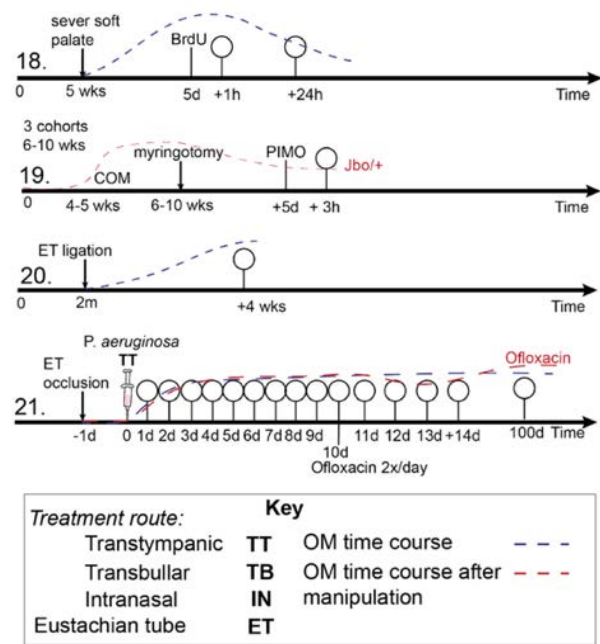 sever soft
palate
BrdU
18.
0
5 wks
5d
+1h
+24h
Time
3 cohorts
6-10 wks
myringotomy
PIMO
Jbo/+
19.
COM
0
4-5 wks
6-10 wks
+5d
+ 3h
Time
ET ligation
20.
0
2m
+4 wks
Time
P. aeruginosa
TT
ET
occlusion
Ofloxacin
21.
-1d
0
1d
2d
3d
4d
5d
6d
7d
8d
9d
10d
11d
12d
13d
+14d
100d
Time
Ofloxacin 2x/day
Key
Treatment route:
Transtympanic TT OM time course
Transbullar TB OM time course after
Intranasal IN manipulation
Eustachian tube ET